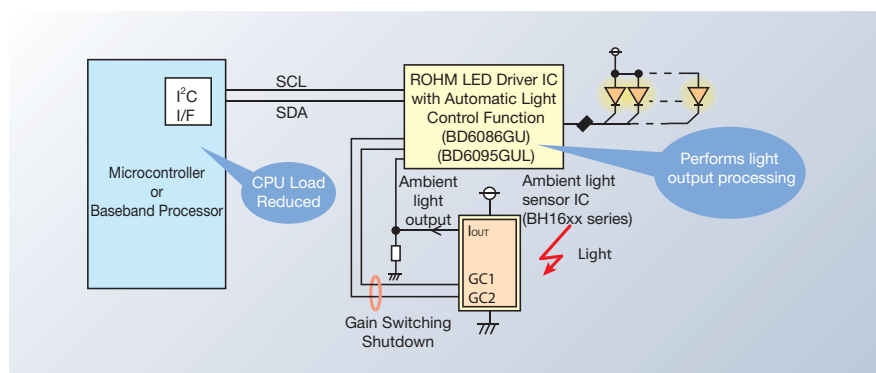 I²C
I/F
Microcontroller
or
Baseband Processor
CPU Load
Reduced
SCL
SDA
ROHM LED Driver IC
with Automatic Light
Control Function
(BD6086GU)
(BD6095GUL)
Performs light
output processing
Ambient
light
output
Ambient light
sensor IC
(BH16xx series)
IOUT
GC1
GC2
Light
Gain Switching
Shutdown